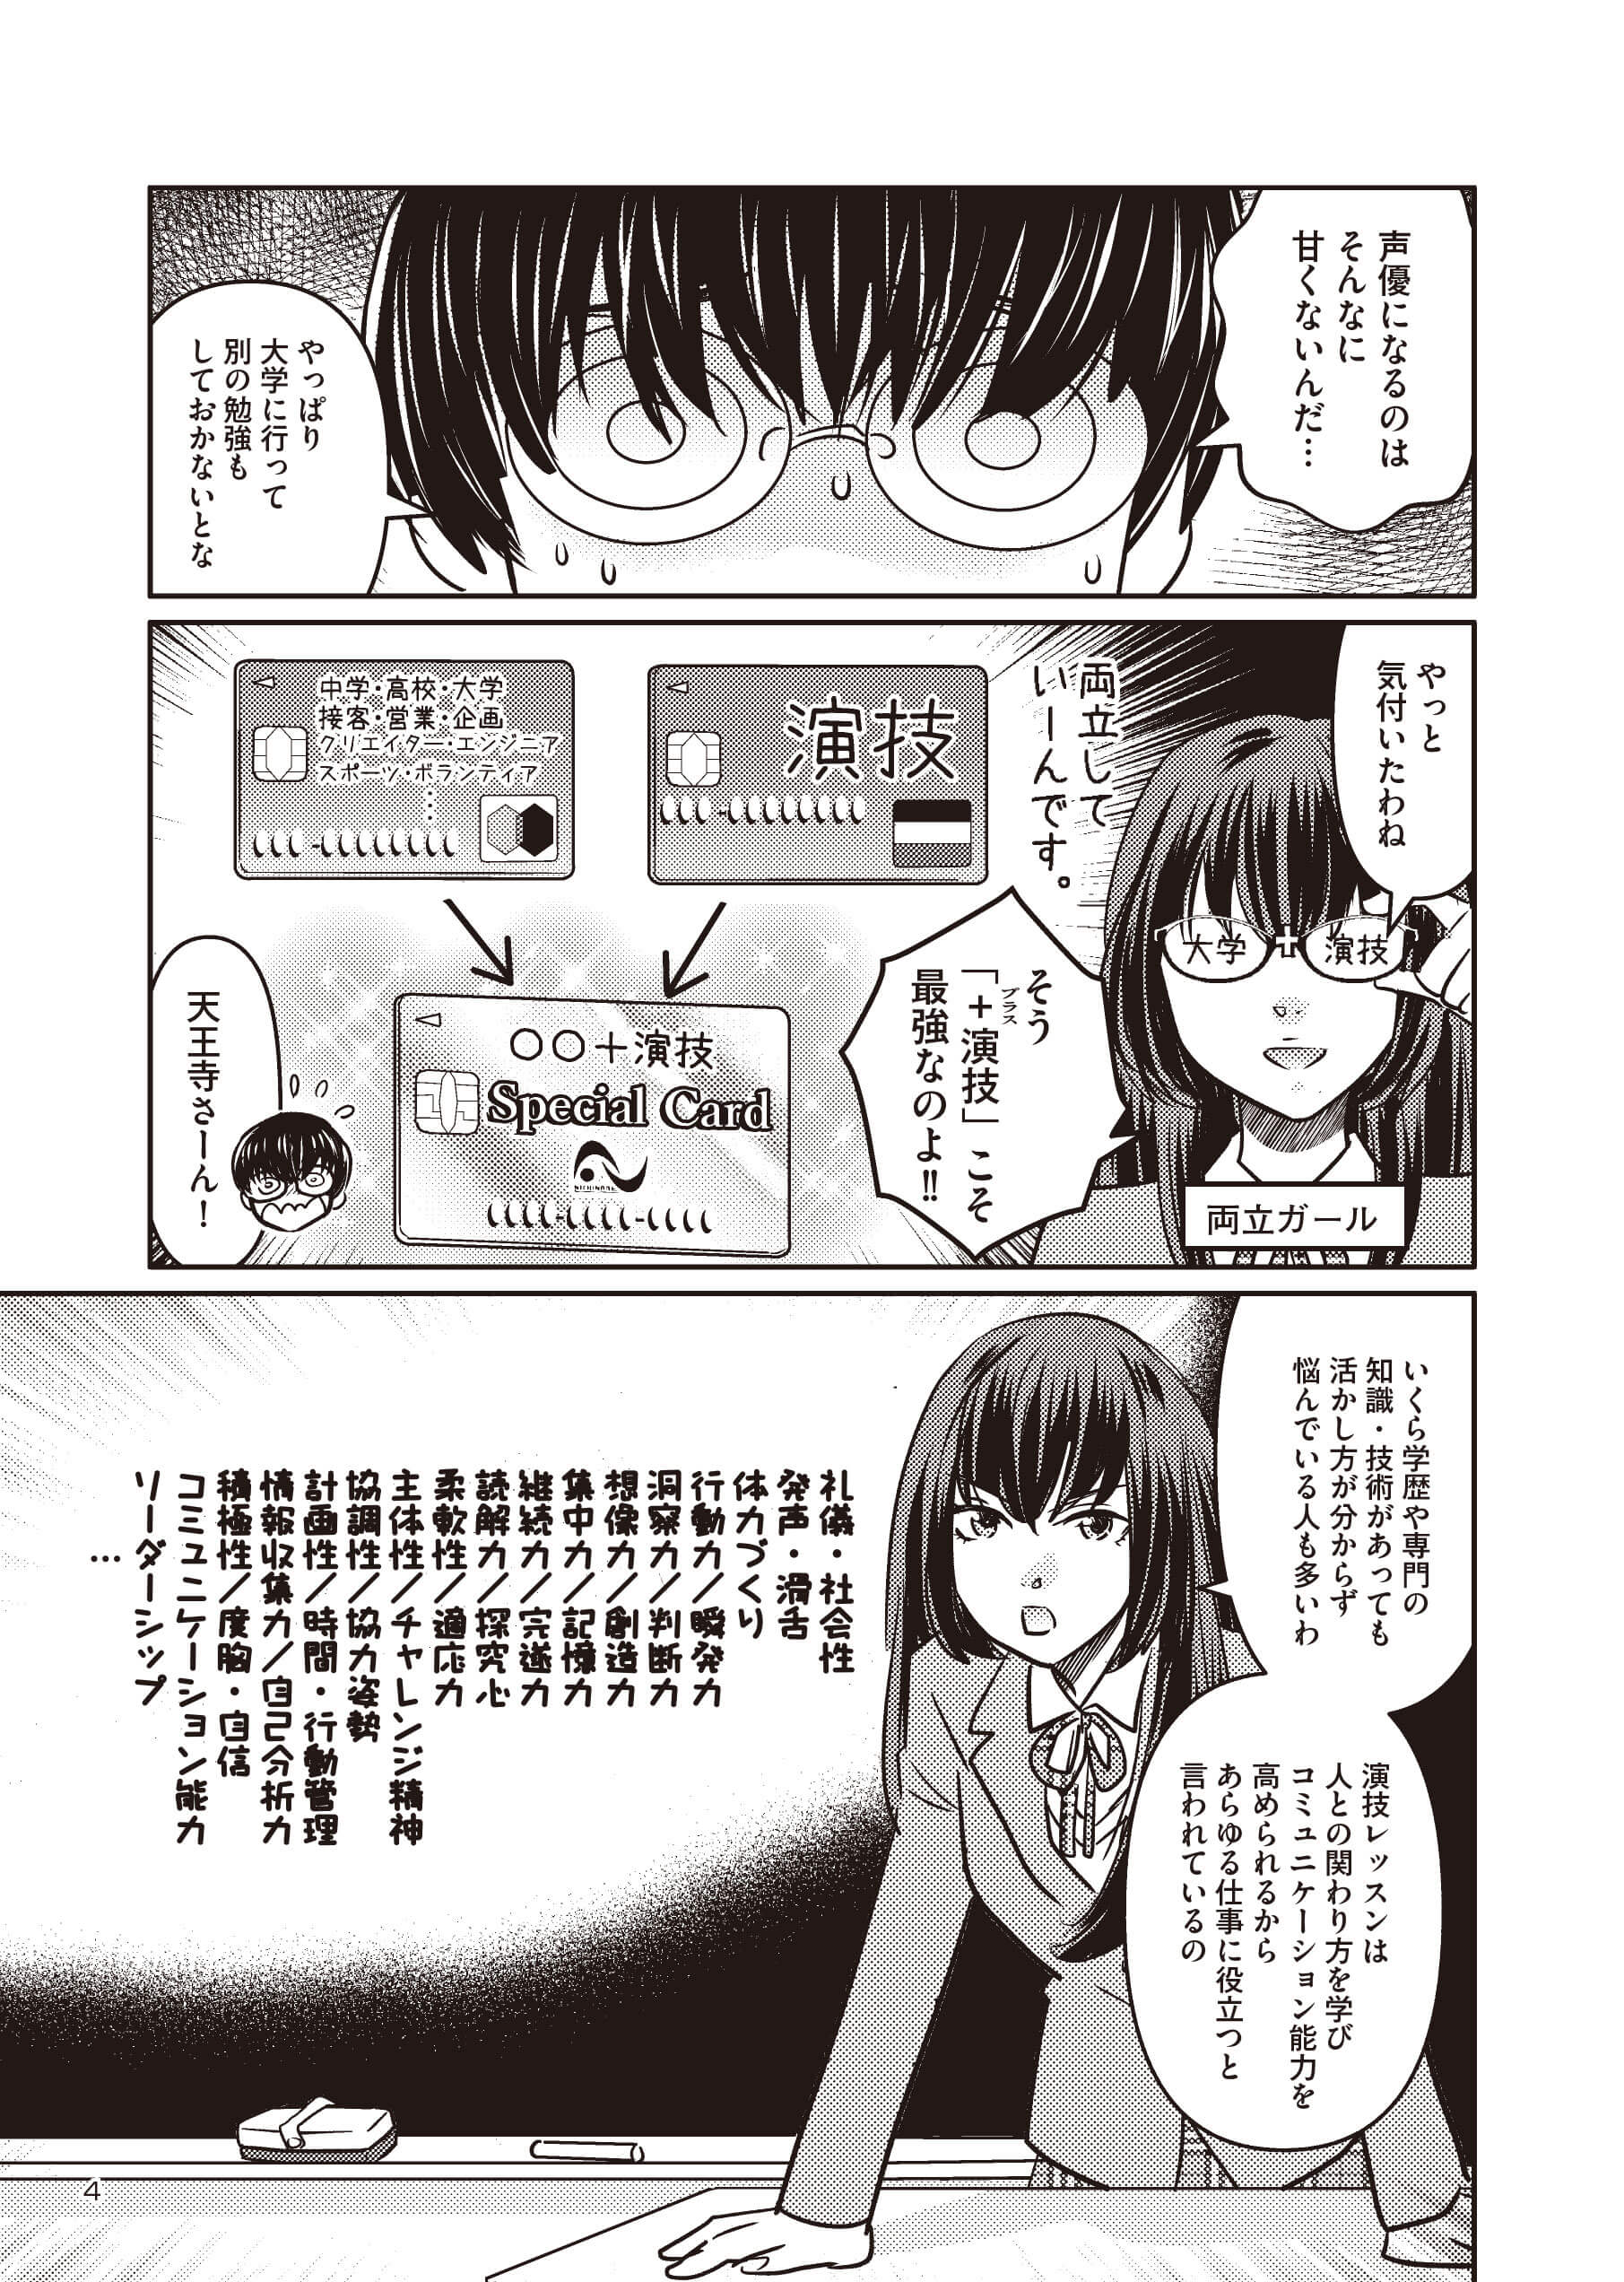 声優になるのは
そんなに
甘くないんだ…
やっぱり
大学に行って
別の勉強も
しておかないとな
やっと
気付いたわね
大学＋演技
両立して
いーんです。
演技
中学・高校・大学
接客・営業・企画
クリエイター・エンジニア
スポーツ・ボランティア
⋮
そう
「＋演技」こそ
プラス
最強なのよ!!
両立ガール
〇〇＋演技
Special Card
天王寺さーん！
いくら学歴や専門の
知識・技術があっても
活かし方が分からず
悩んでいる人も多いわ
演技レッスンは
人との関わり方を学び
コミュニケーション能力を
高められるから
あらゆる仕事に役立つと
言われているの
礼儀・社会性
発声・滑舌
体力づくり
行動力／瞬発力
洞察力／判断力
想像力／創造力
集中力／記憶力
継続力／完遂力
読解力／探究心
柔軟性／適応力
主体性／チャレンジ精神
協調性／協力姿勢
計画性／時間・行動管理
情報収集力／自己分析力
積極性／度胸・自信
コミュニケーション能力
リーダーシップ
…
4